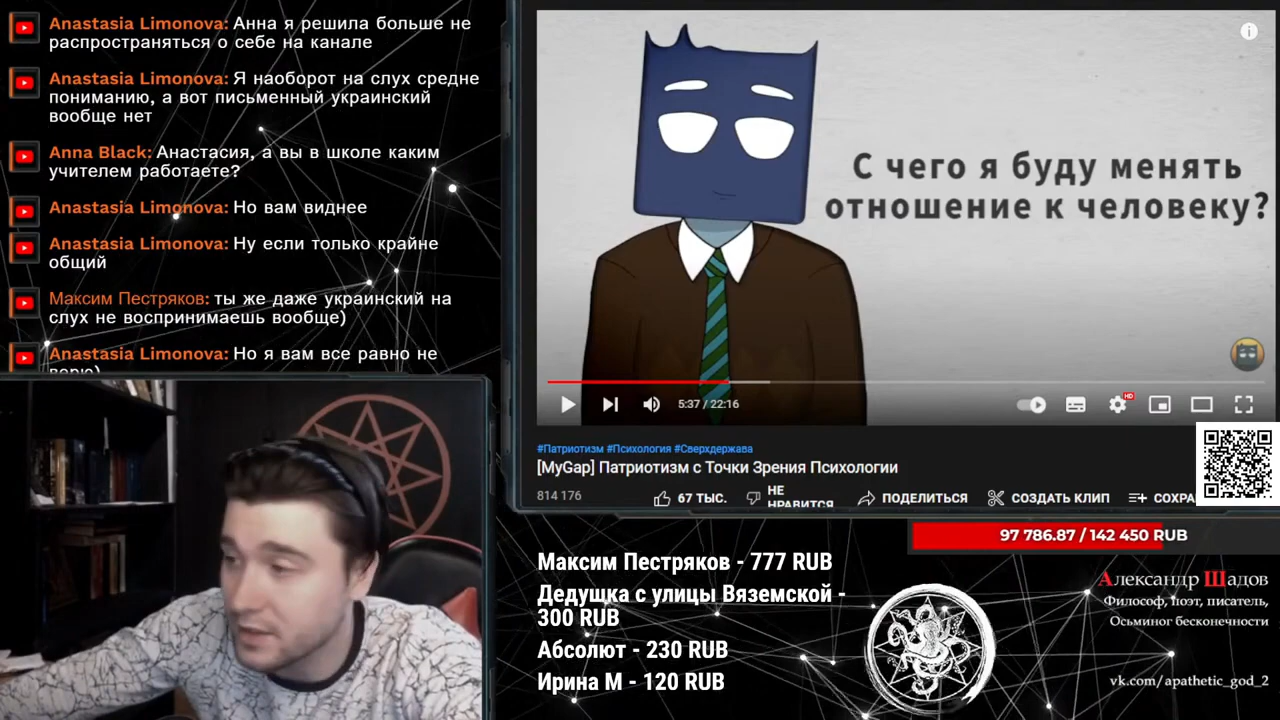 Anastasia Limonova: Анна я решила больше не
распространяться о себе на канале
Anastasia Limonova: Я наоборот на слух средне
пониманию, а вот письменный украинский
вообще нет
Anna Black: Анастасия, а вы в школе каким
учителем работаете?
Anastasia Limonova: Но вам виднее
Anastasia Limonova: Ну если только крайне
общий
Максим Пестряков: ты же даже украинский на
слух не воспринимаешь вообще)
Anastasia Limonova: Но я вам все равно не
верю)
С чего я буду менять
отношение к человеку?
5:37 / 22:16
HD
#Патриотизм #Психология #Сверхдержава
[MyGap] Патриотизм с Точки Зрения Психологии
814 176
67 ТЫС.
НЕ
НРАВИТСЯ
ПОДЕЛИТЬСЯ
СОЗДАТЬ КЛИП
СОХРА
97 786.87 / 142 450 RUB
Максим Пестряков - 777 RUB
Дедушка с улицы Вяземской -
300 RUB
Абсолют - 230 RUB
Ирина М - 120 RUB
Александр Шадов
Философ, поэт, писатель,
Осьминог бесконечности
vk.com/apathetic_god_2